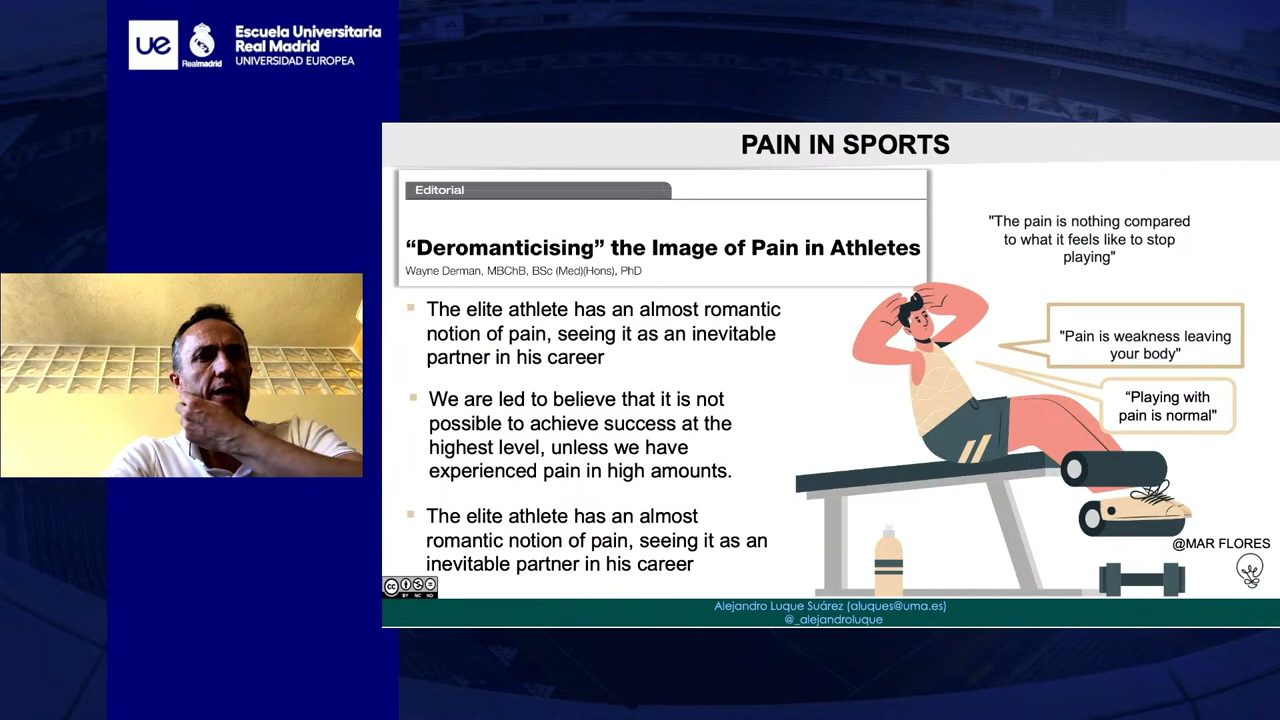 ue
Realmadrid
Escuela Universitaria
Real Madrid
UNIVERSIDAD EUROPEA
PAIN IN SPORTS
Editorial
“Deromanticising” the Image of Pain in Athletes
Wayne Derman, MBChB, BSc (Med)(Hons), PhD
▪ The elite athlete has an almost romantic
notion of pain, seeing it as an inevitable
partner in his career
▪ We are led to believe that it is not
possible to achieve success at the
highest level, unless we have
experienced pain in high amounts.
▪ The elite athlete has an almost
romantic notion of pain, seeing it as an
inevitable partner in his career
"The pain is nothing compared
to what it feels like to stop
playing"
"Pain is weakness leaving
your body"
“Playing with
pain is normal"
@MAR FLORES
cc
BY NC ND
Alejandro Luque Suárez (aluques@uma.es)
@_alejandroluque